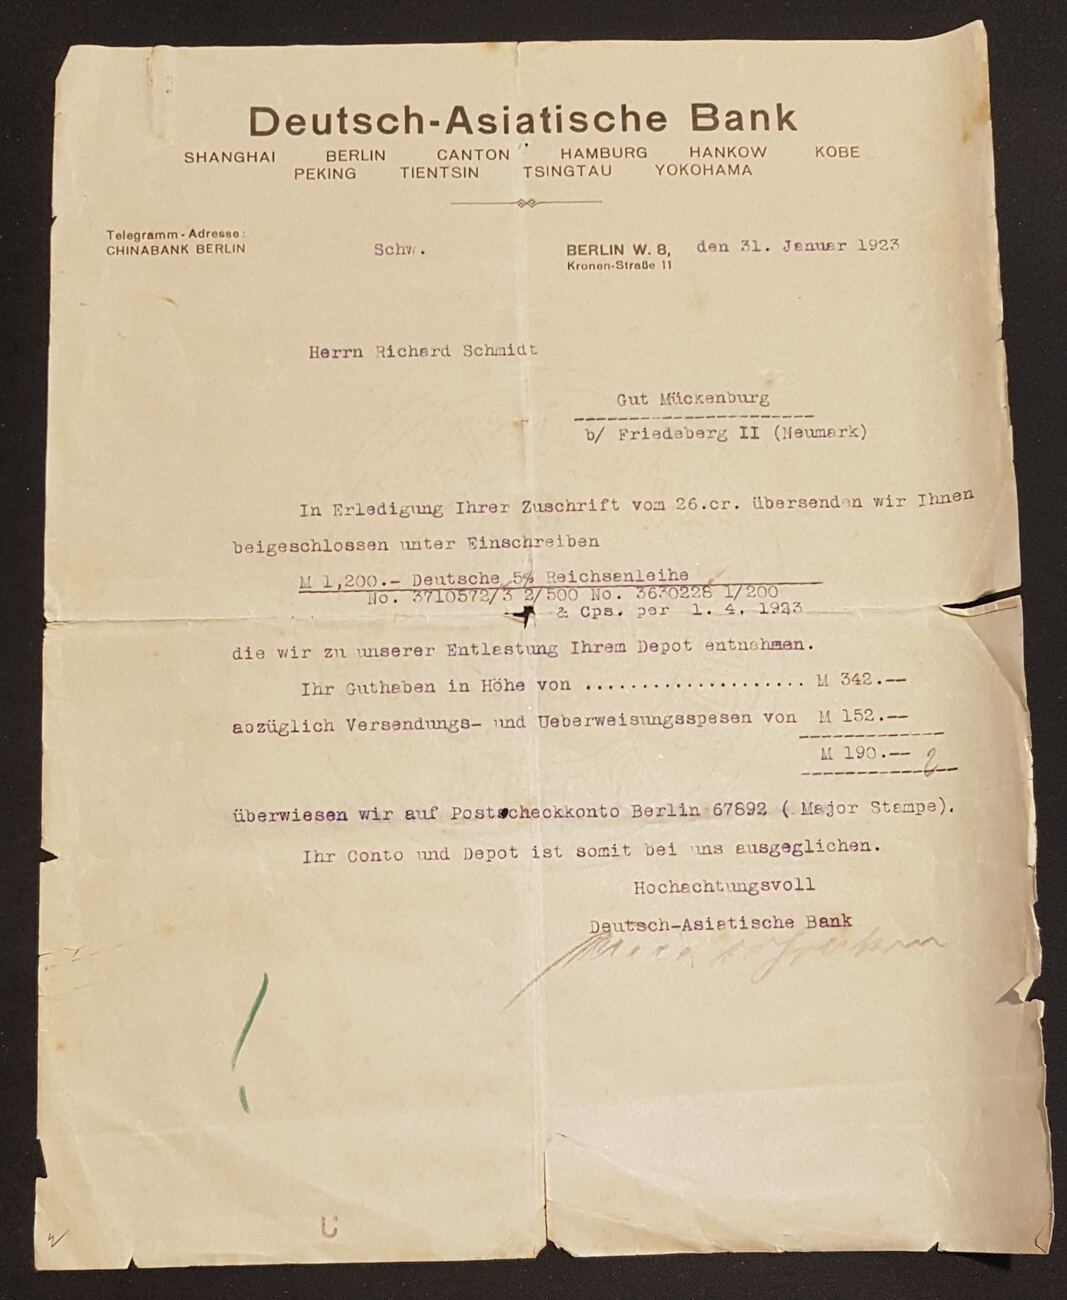 Deutsch-Asiatische Bank
SHANGHAI BERLIN CANTON HAMBURG HANKOW KOBE
PEKING TIENTSIN TSINGTAU YOKOHAMA
Telegramm-Adresse:
CHINABANK BERLIN
Schw.
BERLIN W. 8, den 31. Januar 1923
Kronen-Straße 11
Herrn Richard Schmidt
Gut Mückenburg
b/ Friedeberg II (Neumark)
In Erledigung Ihrer Zuschrift vom 26.cr. übersenden wir Ihnen
beigeschlossen unter Einschreiben
M 1,200.- Deutsche 5% Reichsanleihe
No. 3710572/3 2/500 No. 3630228 1/200
& Cps. per 1. 4. 1923
die wir zu unserer Entlastung Ihrem Depot entnahmen.
Ihr Guthaben in Höhe von .................... M 342.--
abzüglich Versendungs- und Ueberweisungsspesen von M 152.--
M 190.--
überwiesen wir auf Postscheckkonto Berlin 67892 ( Major Stampe).
Ihr Conto und Depot ist somit bei uns ausgeglichen.
Hochachtungsvoll
Deutsch-Asiatische Bank